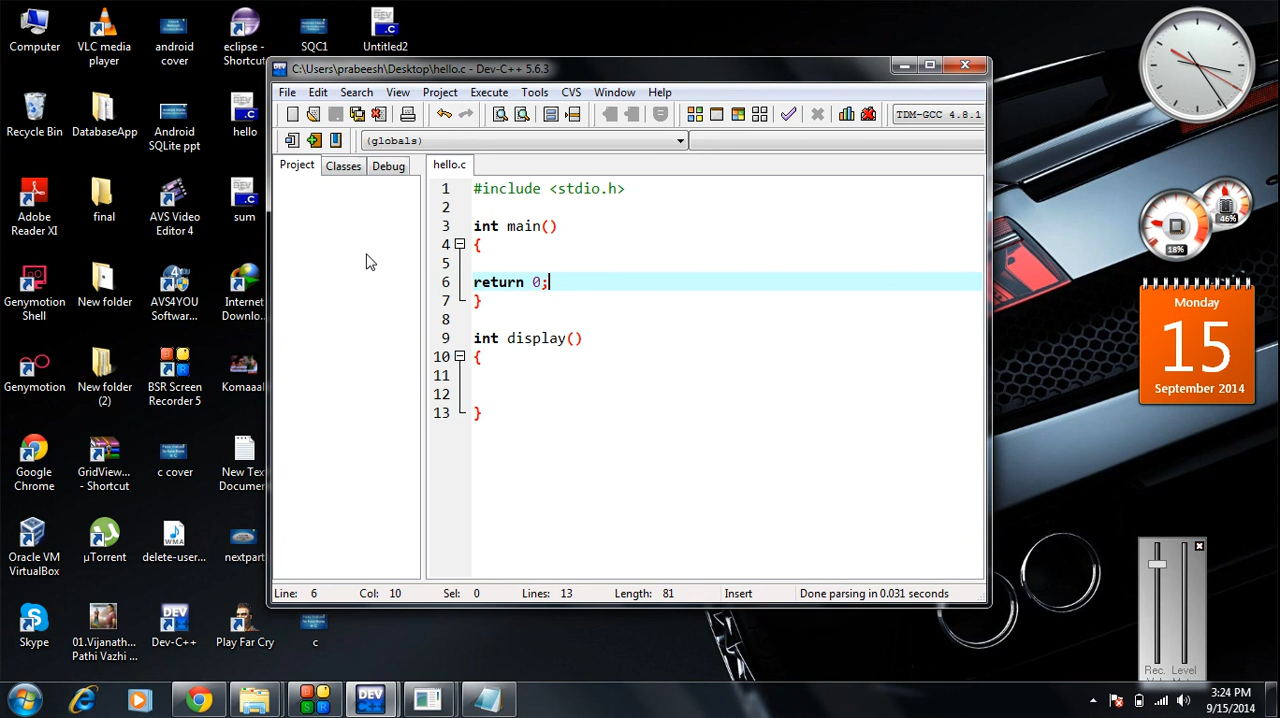 Computer
VLC media
player
android
cover
eclipse -
Shortcut
SQC1
Untitled2
Recycle Bin
DatabaseApp
Android
SQLite ppt
hello
Adobe
Reader XI
final
AVS Video
Editor 4
sum
Genymotion
Shell
New folder
AVS4YOU
Softwar...
Internet
Downlo...
Genymotion
New folder
(2)
BSR Screen
Recorder 5
Komaaal
Google
Chrome
GridView...
- Shortcut
c cover
New Text
Documen
Oracle VM
VirtualBox
µTorrent
delete-user...
nextpart
Skype
01.Vijanath...
Pathi Vazhi ...
Dev-C++
Play Far Cry
c
C:\Users\prabeesh\Desktop\hello.c - Dev-C++ 5.6.3
File Edit Search View Project Execute Tools CVS Window Help
TDM-GCC 4.8.1
(globals)
Project Classes Debug
hello.c
1 #include <stdio.h>
2
3 int main()
4 {
5
6 return 0;
7 }
8
9 int display()
10 {
11
12
13 }
Line: 6 Col: 10 Sel: 0 Lines: 13 Length: 81 Insert Done parsing in 0.031 seconds
46%
18%
Monday
15
September 2014
Rec. Level
DEV
3:24 PM
9/15/2014